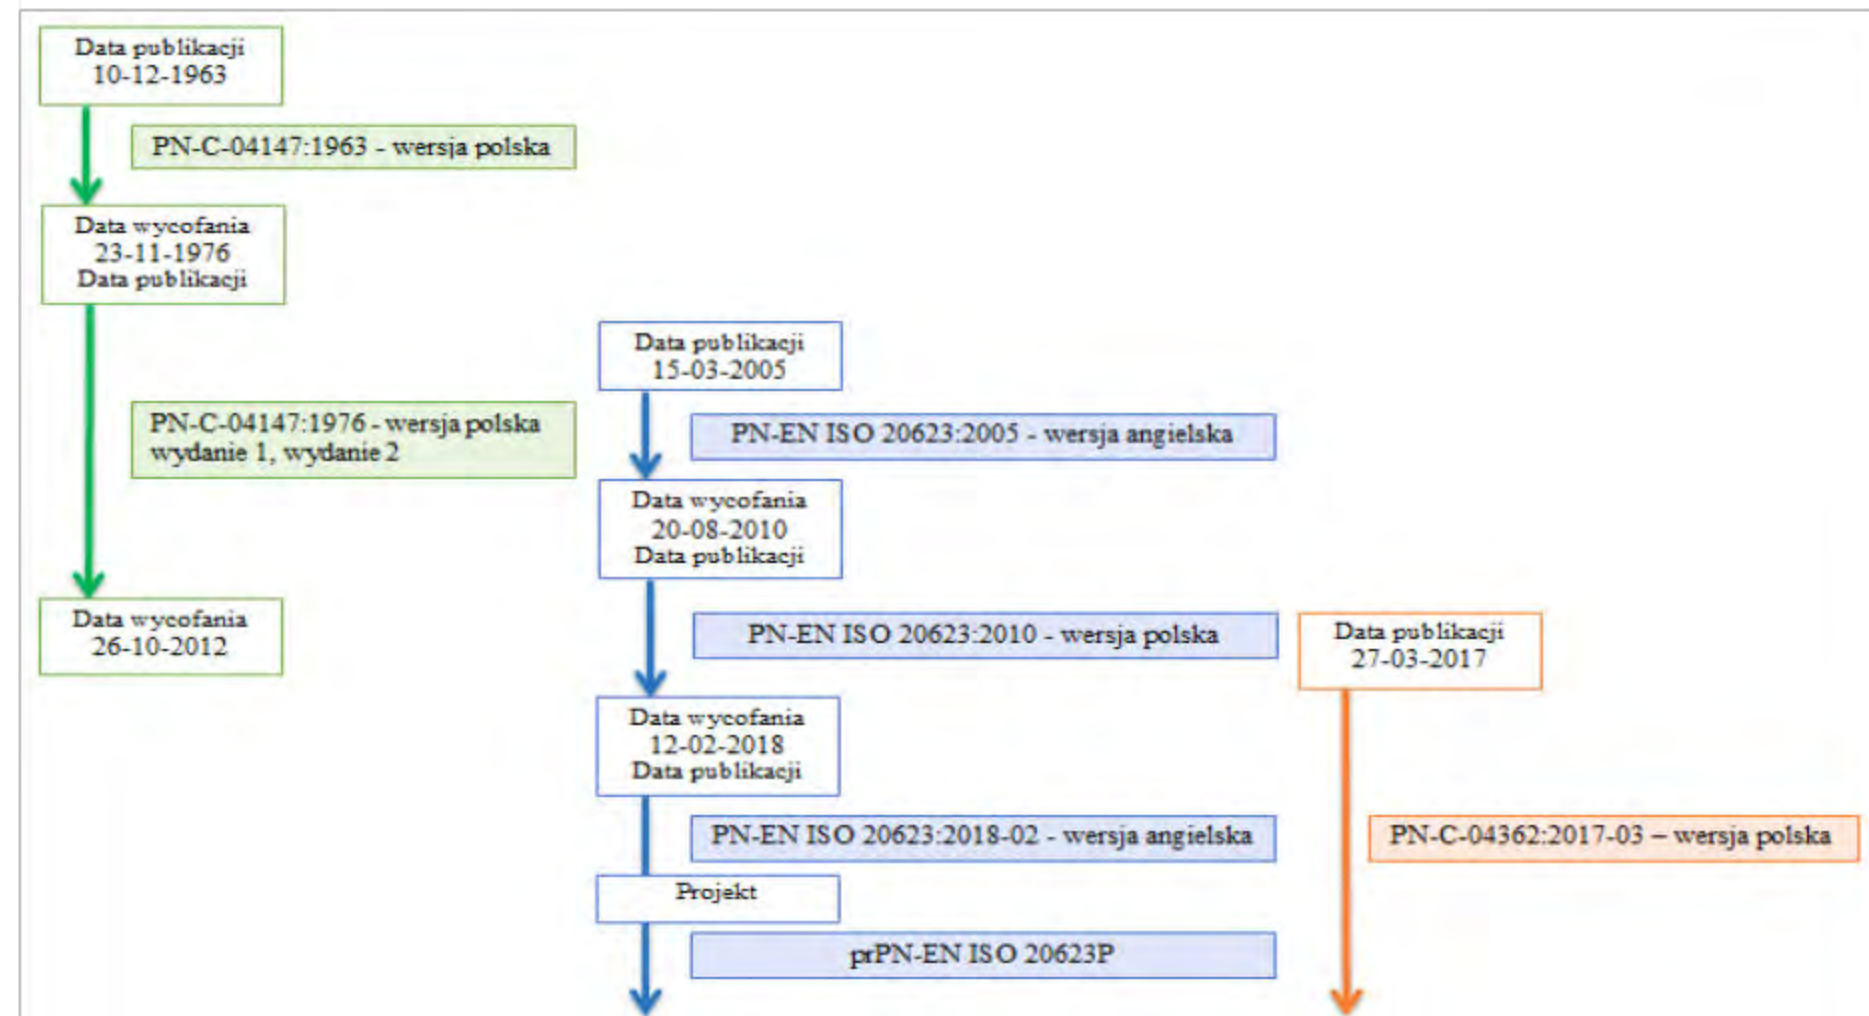 Data publikacji
10-12-1963
PN-C-04147:1963 - wersja polska
Data wycofania
23-11-1976
Data publikacji
Data publikacji
15-03-2005
PN-C-04147:1976 - wersja polska
wydanie 1, wydanie 2
PN-EN ISO 20623:2005 - wersja angielska
Data wycofania
20-08-2010
Data publikacji
Data wycofania
26-10-2012
PN-EN ISO 20623:2010 - wersja polska
Data publikacji
27-03-2017
Data wycofania
12-02-2018
Data publikacji
PN-EN ISO 20623:2018-02 - wersja angielska
PN-C-04362:2017-03 – wersja polska
Projekt
prPN-EN ISO 20623P